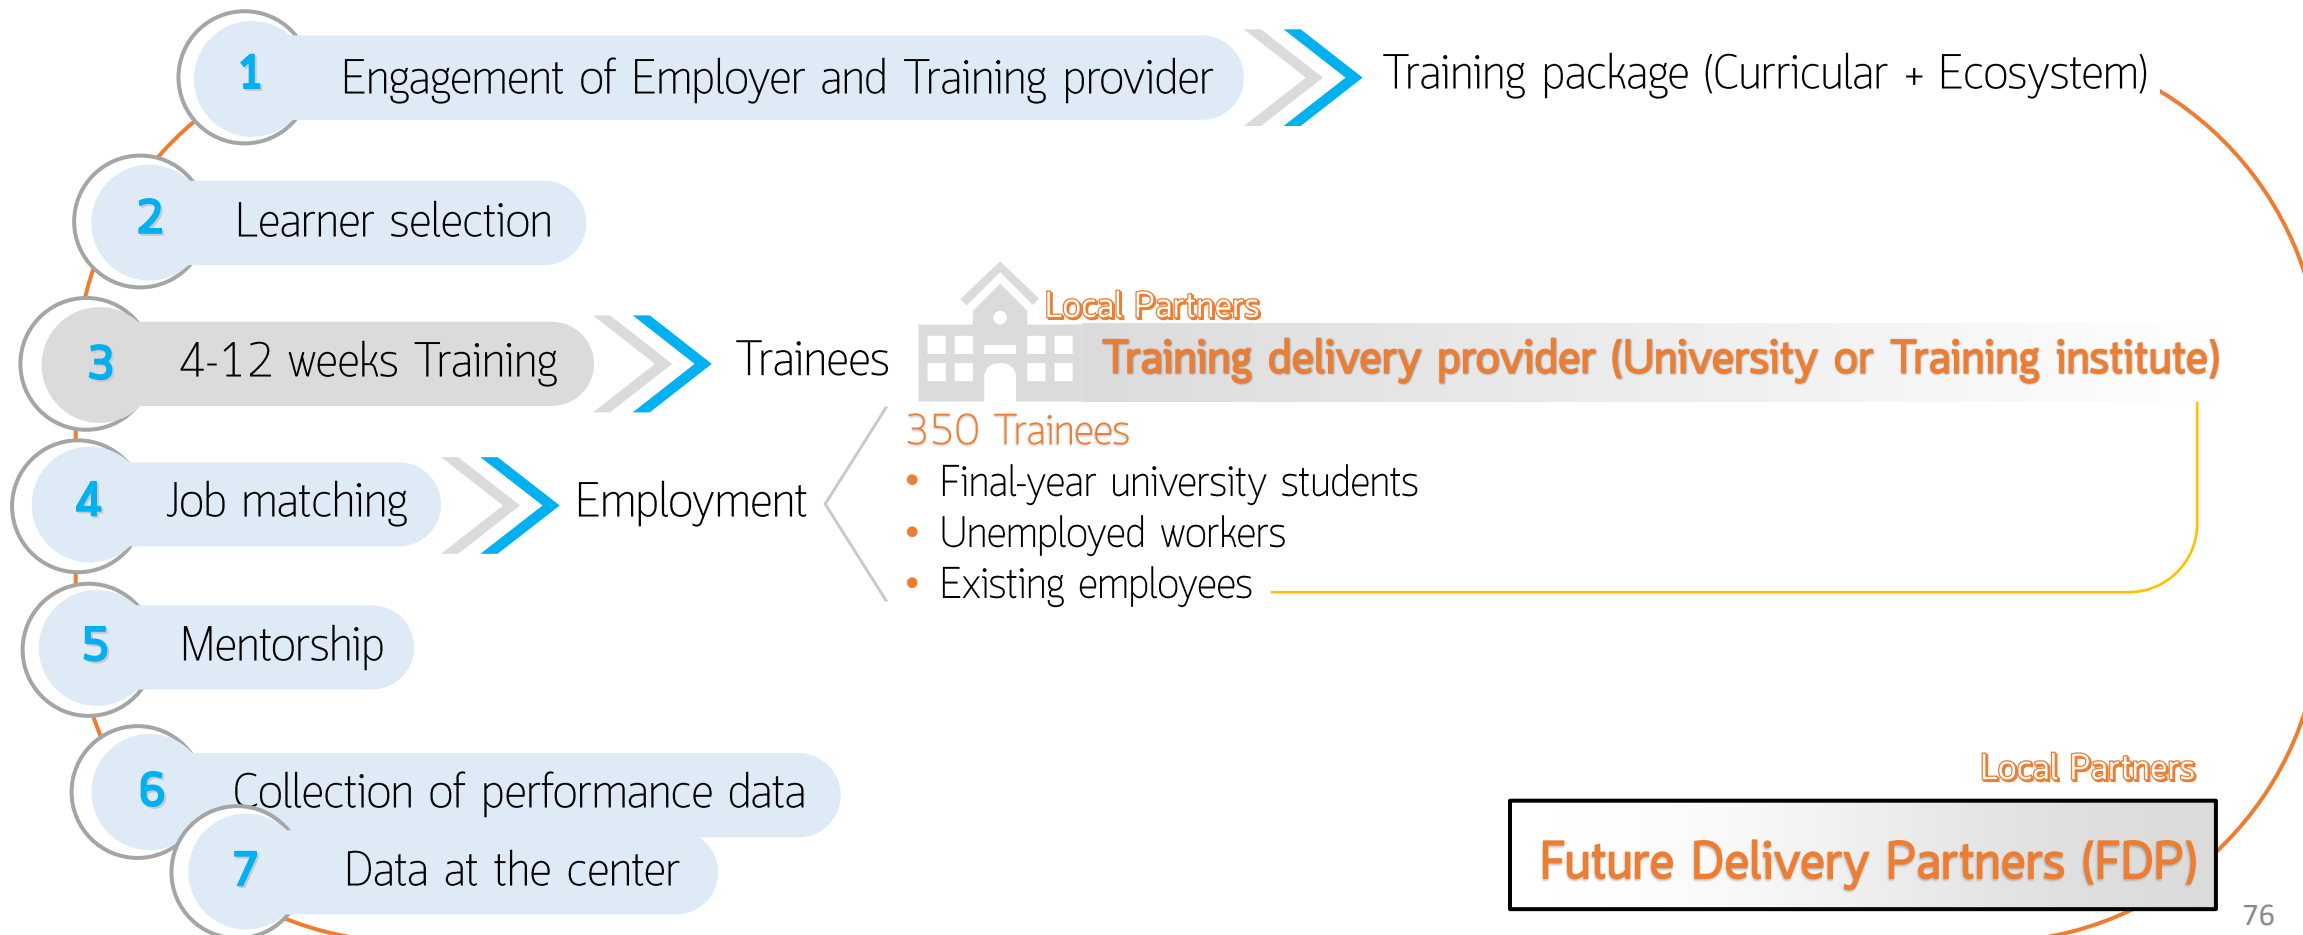 1 Engagement of Employer and Training provider Training package (Curricular + Ecosystem)
2 Learner selection
Local Partners
3 4-12 weeks Training Trainees Training delivery provider (University or Training institute)
350 Trainees
• Final-year university students
4 Job matching Employment
• Unemployed workers
• Existing employees
5 Mentorship
6 Collection of performance data
Local Partners
7 Data at the center
Future Delivery Partners (FDP)
76